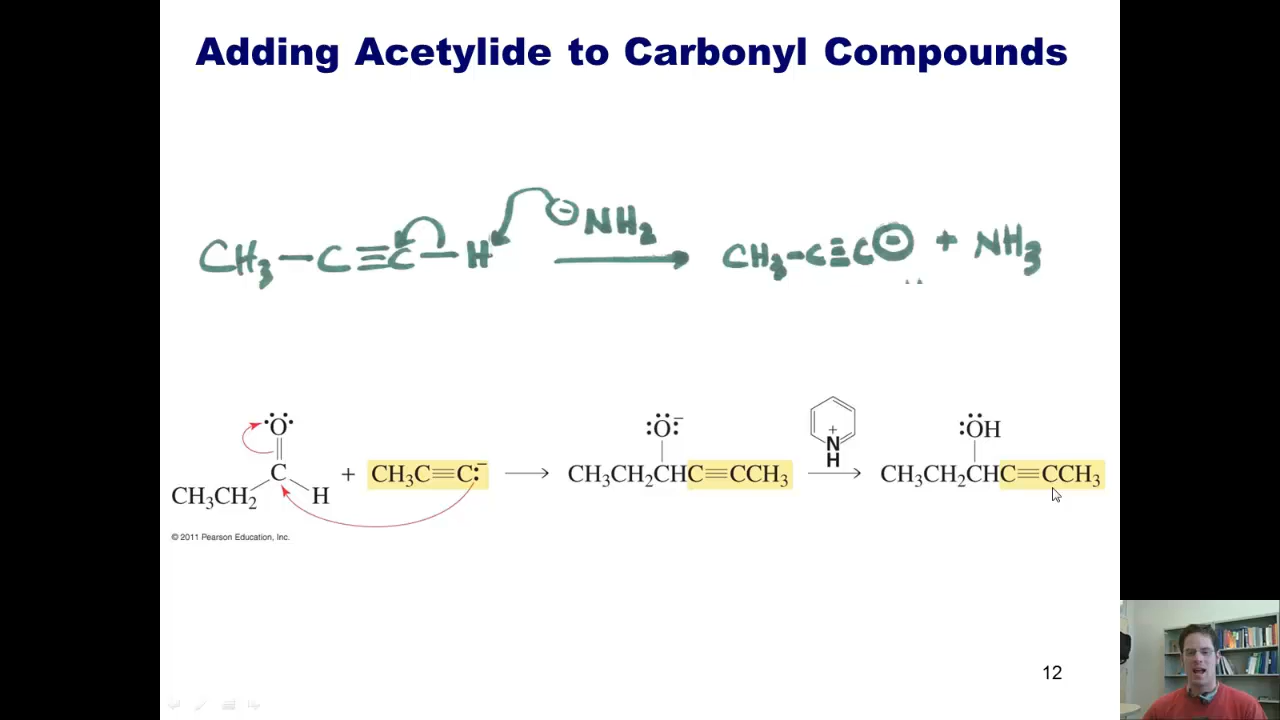 Adding Acetylide to Carbonyl Compounds
CH₃–C≡C–H ⊖NH₂ → CH₃–C≡C⊖ + NH₃
CH₃CH₂ C H :Ö: + CH₃C≡C:⁻ → CH₃CH₂CHC≡CCH₃ :Ö:⁻ N⁺ H → CH₃CH₂CHC≡CCH₃ :ÖH
© 2011 Pearson Education, Inc.
12